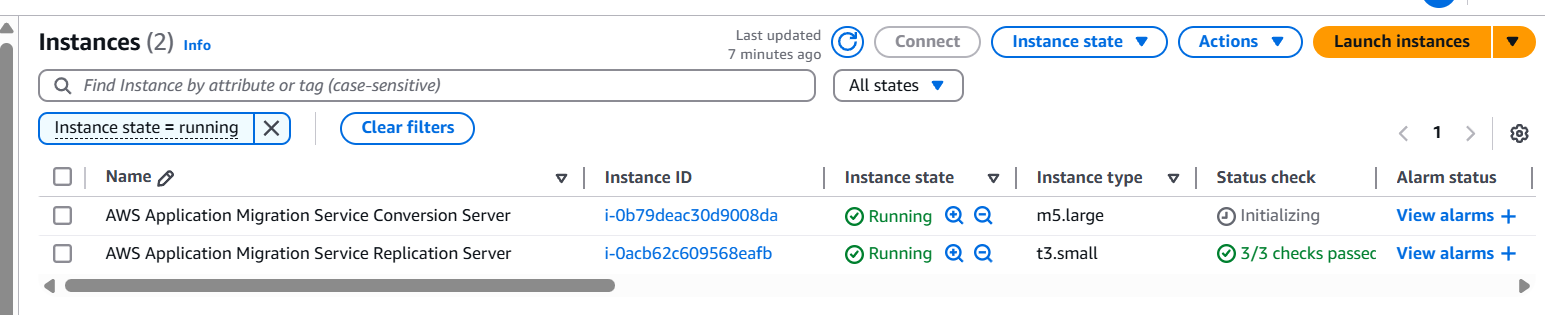 Instances (2) Info
Last updated
7 minutes ago
Connect
Instance state
Actions
Launch instances
Find Instance by attribute or tag (case-sensitive)
All states
Instance state = running
Clear filters
1
Name Instance ID Instance state Instance type Status check Alarm status
AWS Application Migration Service Conversion Server i-0b79deac30d9008da Running m5.large Initializing View alarms +
AWS Application Migration Service Replication Server i-0acb62c609568eafb Running t3.small 3/3 checks passec View alarms +